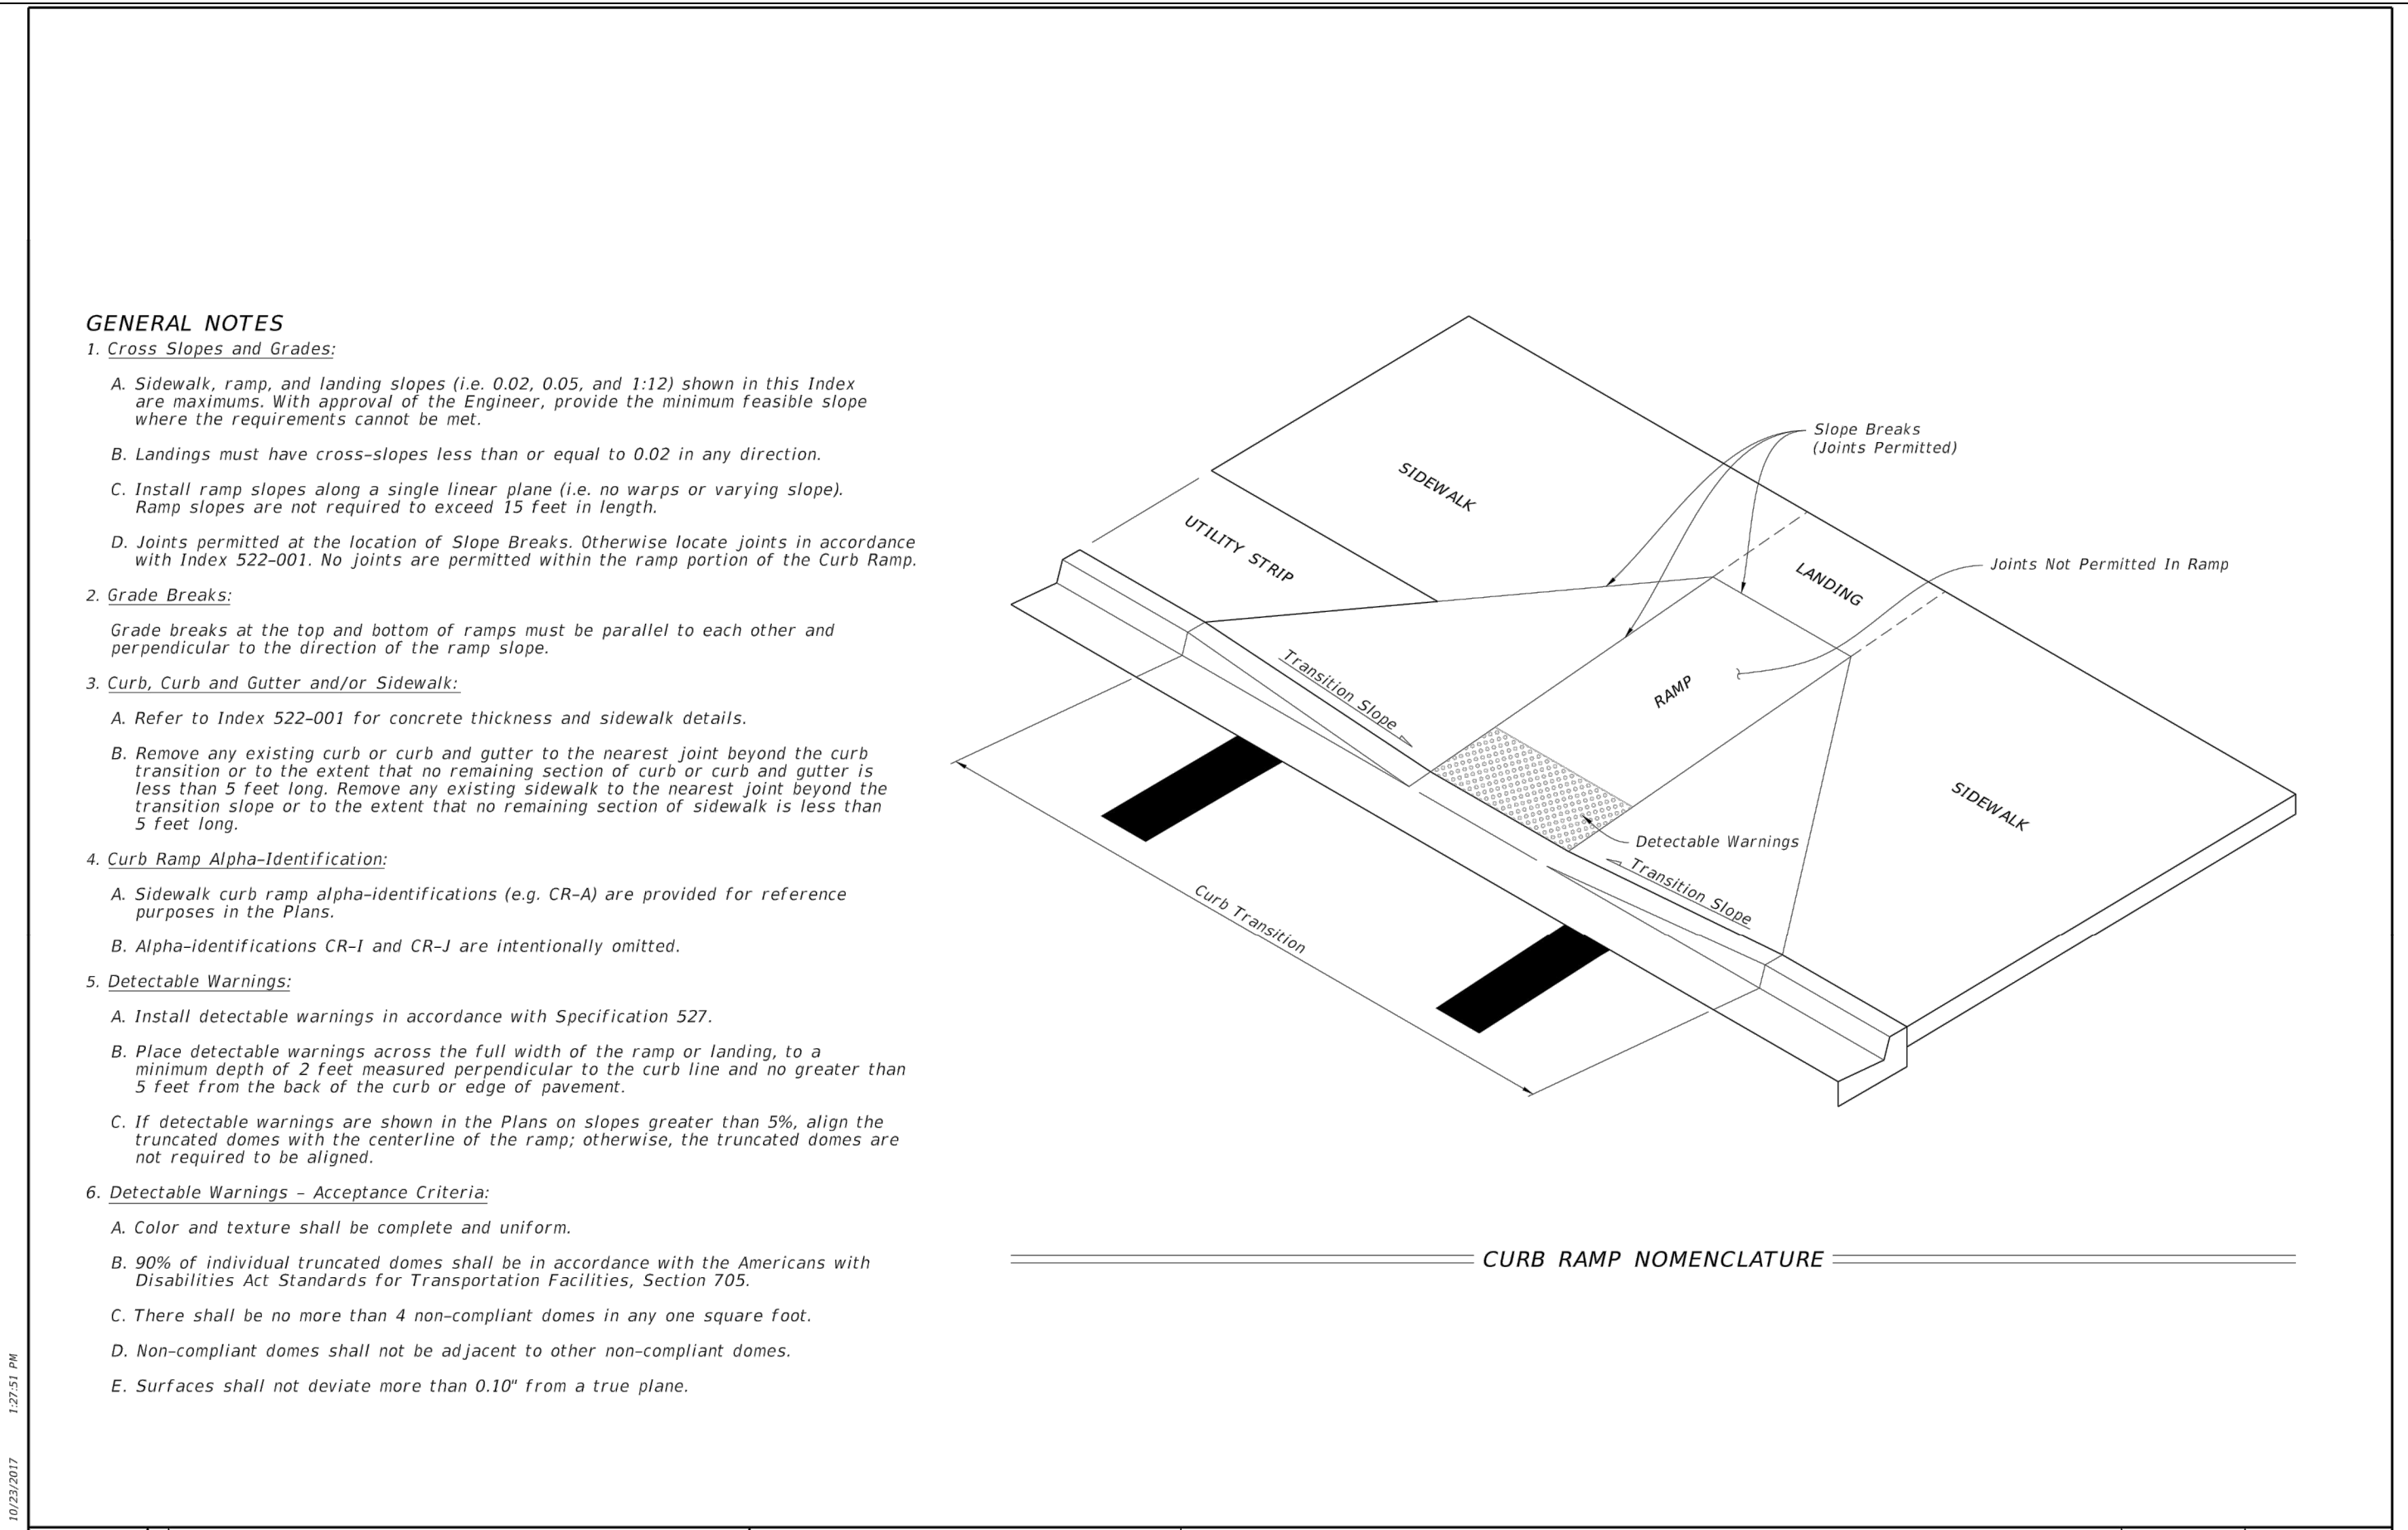 GENERAL NOTES
1. Cross Slopes and Grades:
A. Sidewalk, ramp, and landing slopes (i.e. 0.02, 0.05, and 1:12) shown in this Index
are maximums. With approval of the Engineer, provide the minimum feasible slope
where the requirements cannot be met.
B. Landings must have cross-slopes less than or equal to 0.02 in any direction.
C. Install ramp slopes along a single linear plane (i.e. no warps or varying slope).
Ramp slopes are not required to exceed 15 feet in length.
D. Joints permitted at the location of Slope Breaks. Otherwise locate joints in accordance
with Index 522-001. No joints are permitted within the ramp portion of the Curb Ramp.
2. Grade Breaks:
Grade breaks at the top and bottom of ramps must be parallel to each other and
perpendicular to the direction of the ramp slope.
3. Curb, Curb and Gutter and/or Sidewalk:
A. Refer to Index 522-001 for concrete thickness and sidewalk details.
B. Remove any existing curb or curb and gutter to the nearest joint beyond the curb
transition or to the extent that no remaining section of curb or curb and gutter is
less than 5 feet long. Remove any existing sidewalk to the nearest joint beyond the
transition slope or to the extent that no remaining section of sidewalk is less than
5 feet long.
4. Curb Ramp Alpha-Identification:
A. Sidewalk curb ramp alpha-identifications (e.g. CR-A) are provided for reference
purposes in the Plans.
B. Alpha-identifications CR-I and CR-J are intentionally omitted.
5. Detectable Warnings:
A. Install detectable warnings in accordance with Specification 527.
B. Place detectable warnings across the full width of the ramp or landing, to a
minimum depth of 2 feet measured perpendicular to the curb line and no greater than
5 feet from the back of the curb or edge of pavement.
C. If detectable warnings are shown in the Plans on slopes greater than 5%, align the
truncated domes with the centerline of the ramp; otherwise, the truncated domes are
not required to be aligned.
6. Detectable Warnings - Acceptance Criteria:
A. Color and texture shall be complete and uniform.
B. 90% of individual truncated domes shall be in accordance with the Americans with
Disabilities Act Standards for Transportation Facilities, Section 705.
C. There shall be no more than 4 non-compliant domes in any one square foot.
D. Non-compliant domes shall not be adjacent to other non-compliant domes.
E. Surfaces shall not deviate more than 0.10" from a true plane.
Slope Breaks
(Joints Permitted)
SIDEWALK
UTILITY STRIP
LANDING
Joints Not Permitted In Ramp
Transition Slope
RAMP
SIDEWALK
Detectable Warnings
Transition Slope
Curb Transition
CURB RAMP NOMENCLATURE
10/23/2017 1:27:51 PM